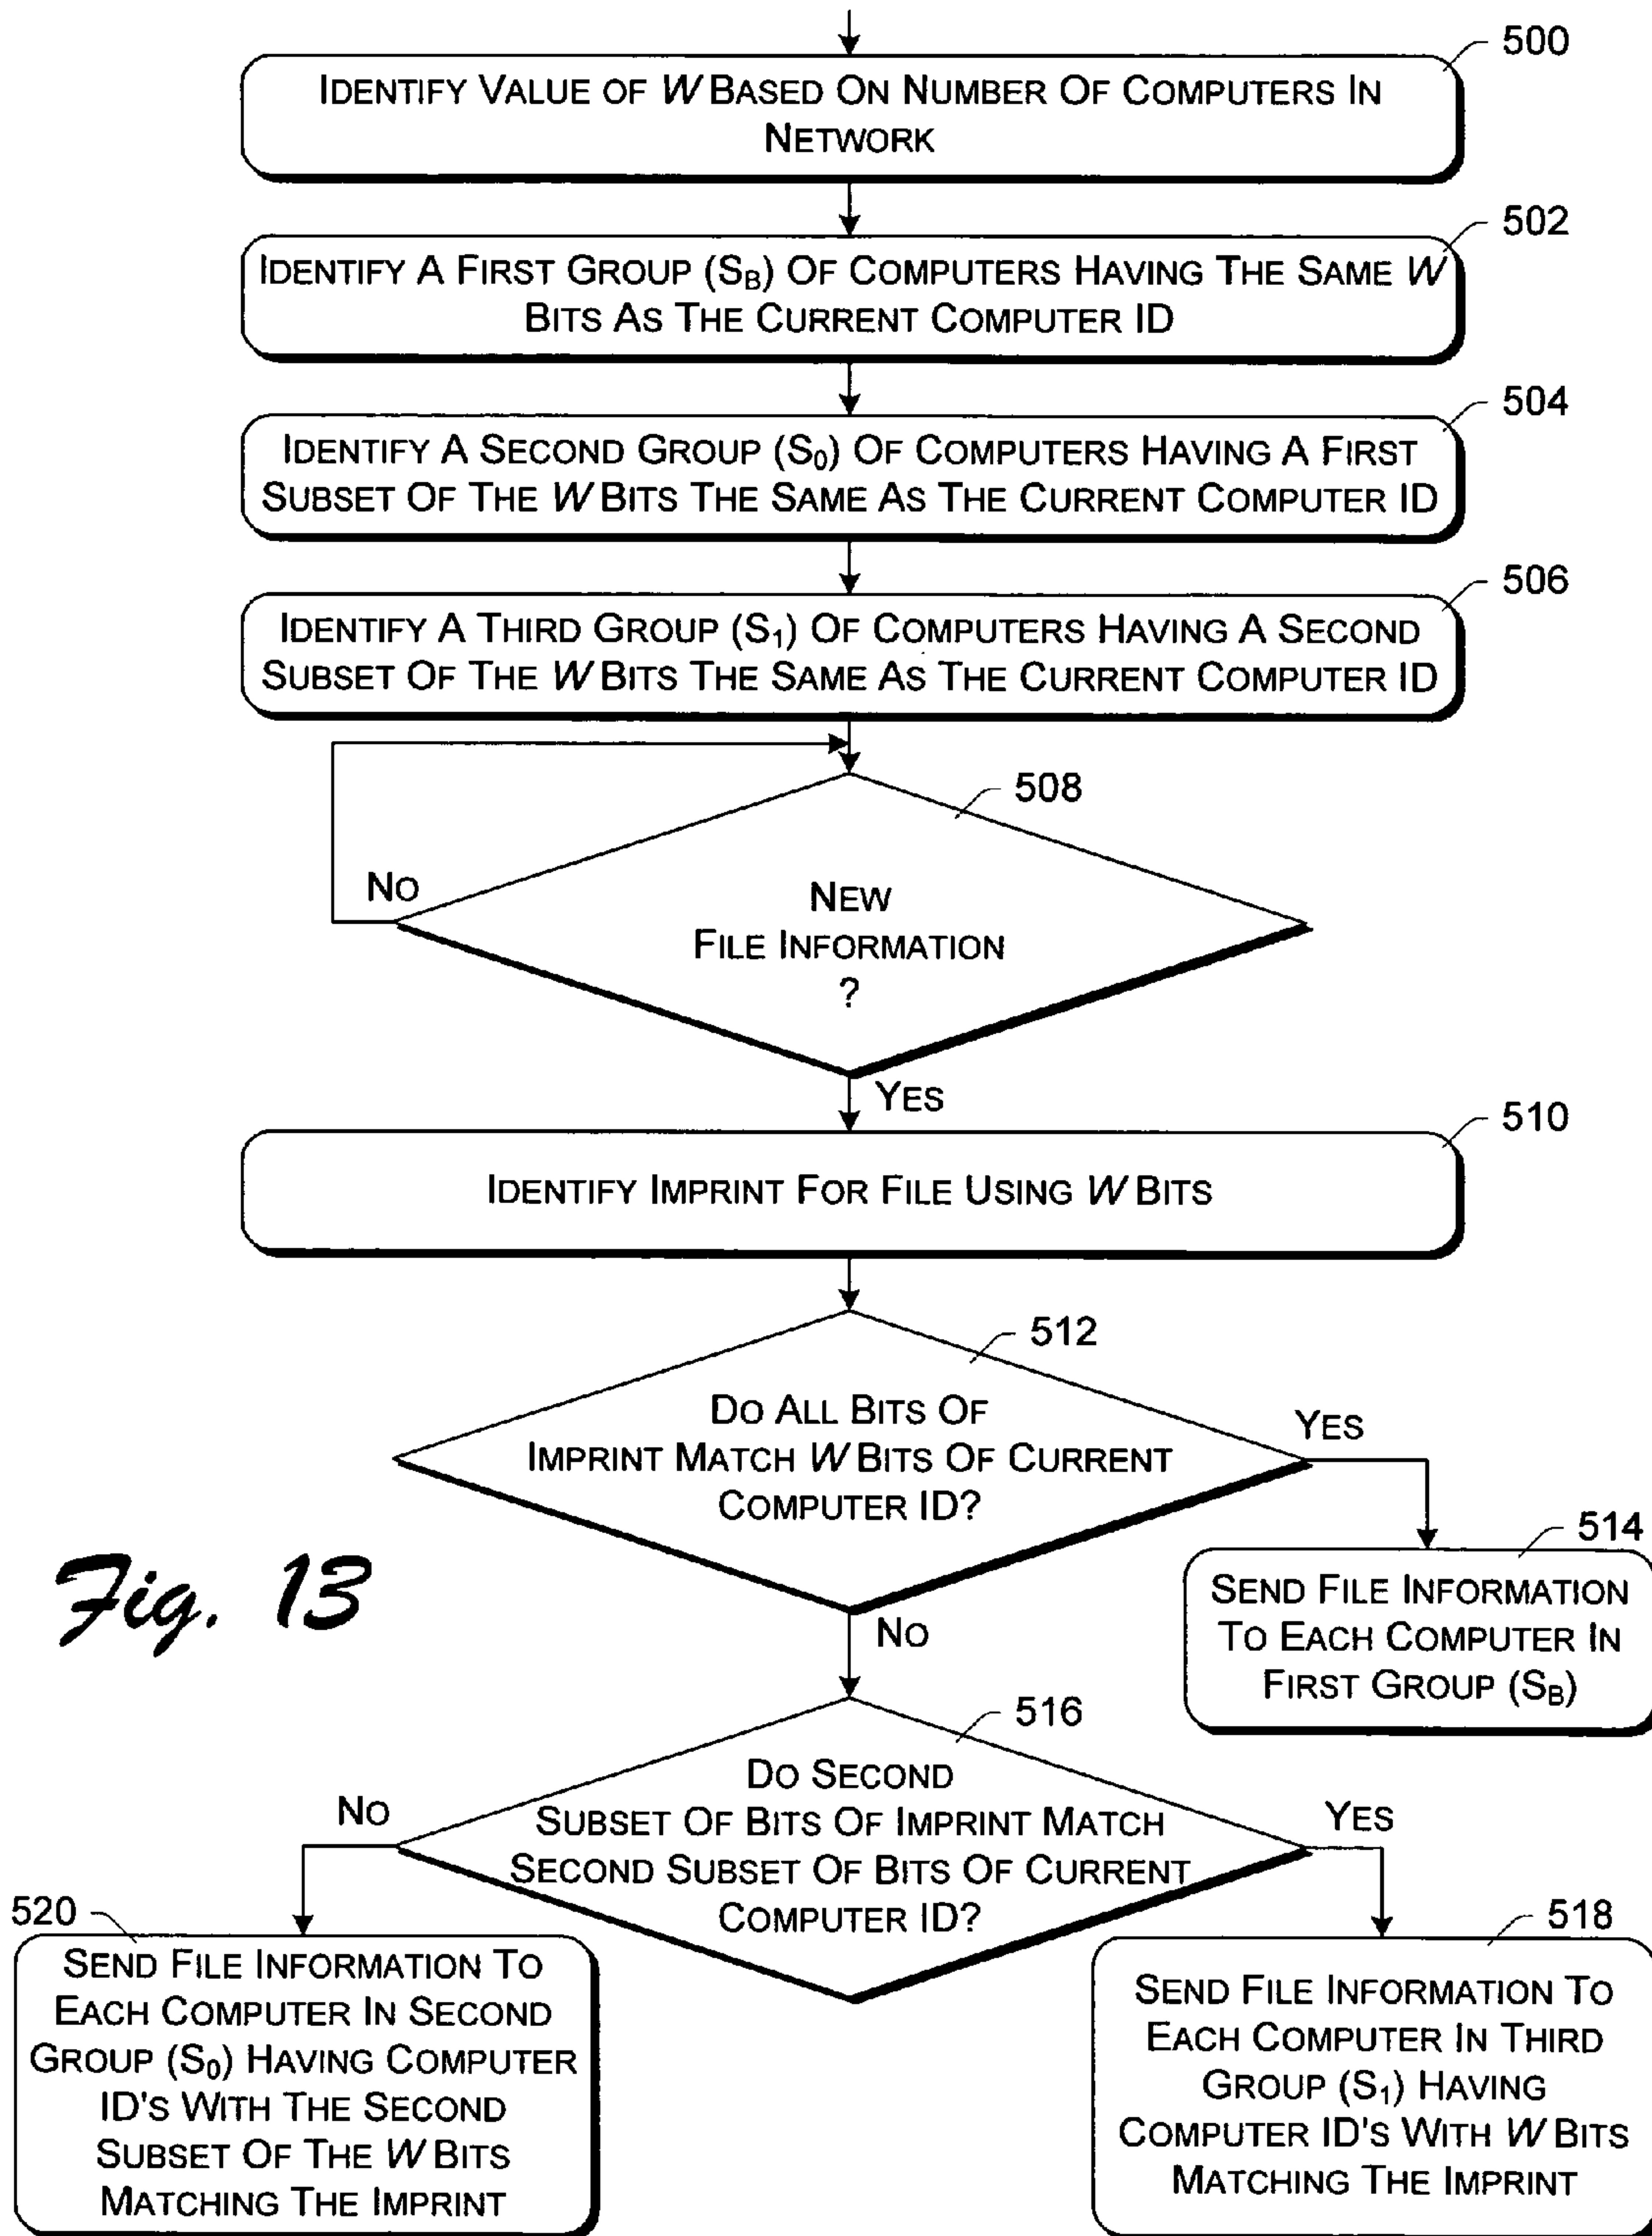 500
IDENTIFY VALUE OF W BASED ON NUMBER OF COMPUTERS IN
NETWORK
502
IDENTIFY A FIRST GROUP (SB) OF COMPUTERS HAVING THE SAME W
BITS AS THE CURRENT COMPUTER ID
504
IDENTIFY A SECOND GROUP (S0) OF COMPUTERS HAVING A FIRST
SUBSET OF THE W BITS THE SAME AS THE CURRENT COMPUTER ID
506
IDENTIFY A THIRD GROUP (S1) OF COMPUTERS HAVING A SECOND
SUBSET OF THE W BITS THE SAME AS THE CURRENT COMPUTER ID
508
NO
NEW
FILE INFORMATION
?
YES
510
IDENTIFY IMPRINT FOR FILE USING W BITS
512
DO ALL BITS OF
IMPRINT MATCH W BITS OF CURRENT
COMPUTER ID?
YES
514
SEND FILE INFORMATION
TO EACH COMPUTER IN
FIRST GROUP (SB)
Fig. 13
NO
516
DO SECOND
SUBSET OF BITS OF IMPRINT MATCH
SECOND SUBSET OF BITS OF CURRENT
COMPUTER ID?
NO
YES
520
SEND FILE INFORMATION TO
EACH COMPUTER IN SECOND
GROUP (S0) HAVING COMPUTER
ID'S WITH THE SECOND
SUBSET OF THE W BITS
MATCHING THE IMPRINT
518
SEND FILE INFORMATION TO
EACH COMPUTER IN THIRD
GROUP (S1) HAVING
COMPUTER ID'S WITH W BITS
MATCHING THE IMPRINT